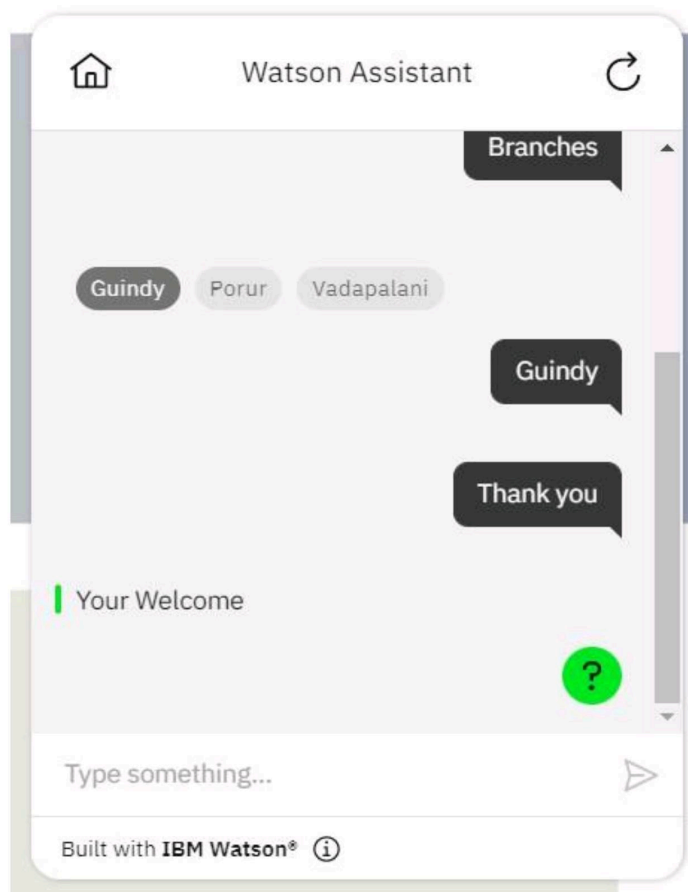 Watson Assistant
Branches
Guindy Porur Vadapalani
Guindy
Thank you
Your Welcome
?
Type something...
Built with IBM Watson®